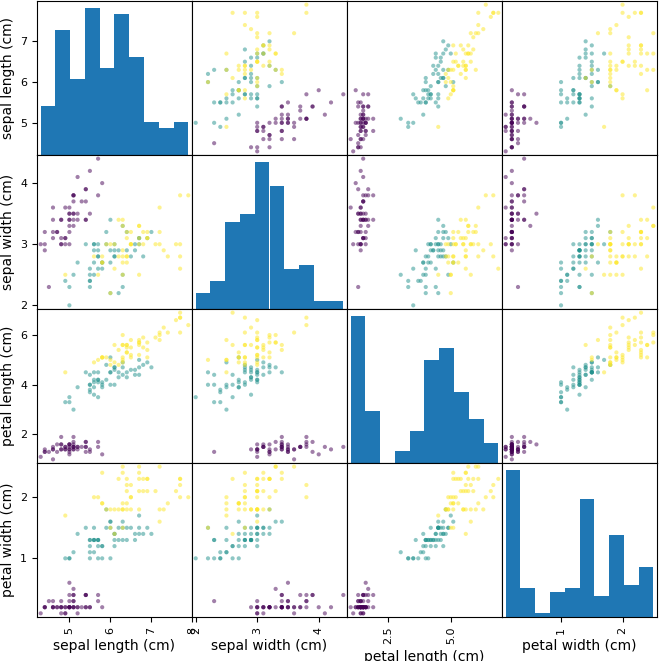 sepal length (cm)
7
6
5
sepal width (cm)
4
3
2
petal length (cm)
6
4
2
petal width (cm)
2
1
5
6
7
8
2
3
4
2.5
5.0
1
2
sepal length (cm)
sepal width (cm)
petal length (cm)
petal width (cm)